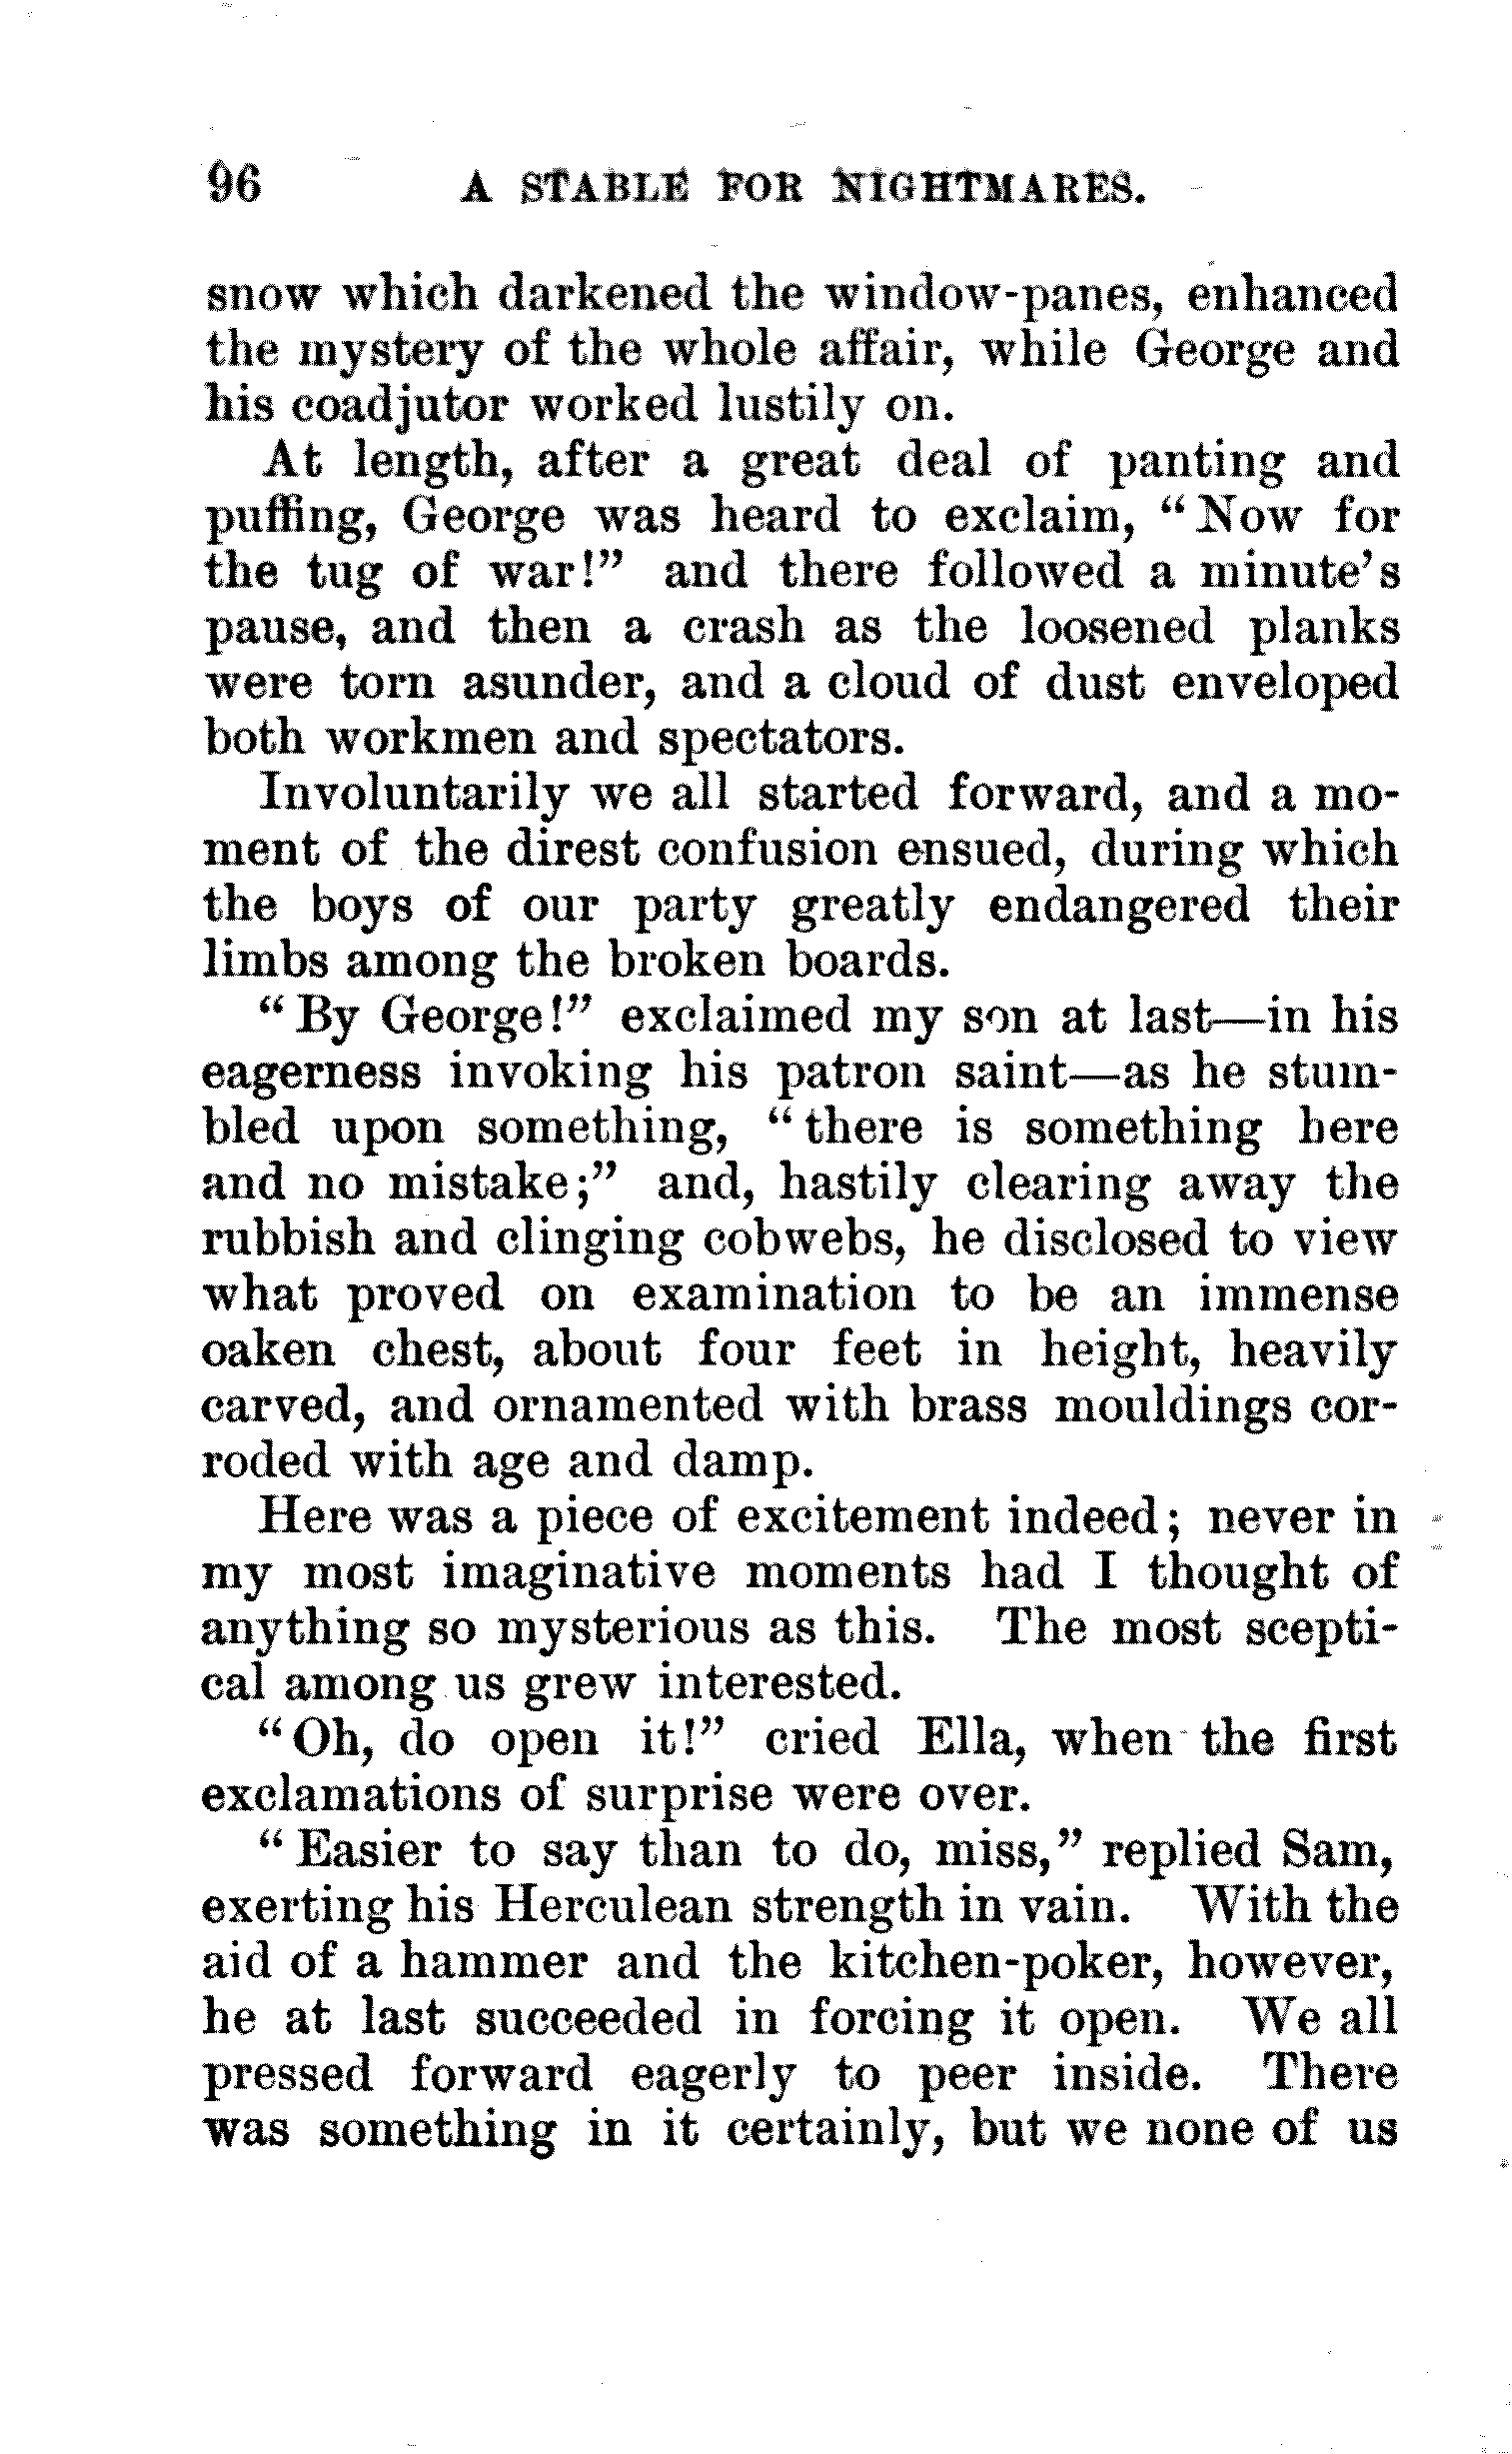 96 A STABLE FOR NIGHTMARES.
snow which darkened the window-panes, enhanced
the mystery of the whole affair, while George and
his coadjutor worked lustily on.
At length, after a great deal of panting and
puffing, George was heard to exclaim, “Now for
the tug of war!” and there followed a minute's
pause, and then a crash as the loosened planks
were torn asunder, and a cloud of dust enveloped
both workmen and spectators.
Involuntarily we all started forward, and a mo-
ment of the direst confusion ensued, during which
the boys of our party greatly endangered their
limbs among the broken boards.
“By George!” exclaimed my son at last—in his
eagerness invoking his patron saint—as he stum-
bled upon something, “there is something here
and no mistake;” and, hastily clearing away the
rubbish and clinging cobwebs, he disclosed to view
what proved on examination to be an immense
oaken chest, about four feet in height, heavily
carved, and ornamented with brass mouldings cor-
roded with age and damp.
Here was a piece of excitement indeed; never in
my most imaginative moments had I thought of
anything so mysterious as this. The most scepti-
cal among us grew interested.
“Oh, do open it!” cried Ella, when the first
exclamations of surprise were over.
“Easier to say than to do, miss,” replied Sam,
exerting his Herculean strength in vain. With the
aid of a hammer and the kitchen-poker, however,
he at last succeeded in forcing it open. We all
pressed forward eagerly to peer inside. There
was something in it certainly, but we none of us